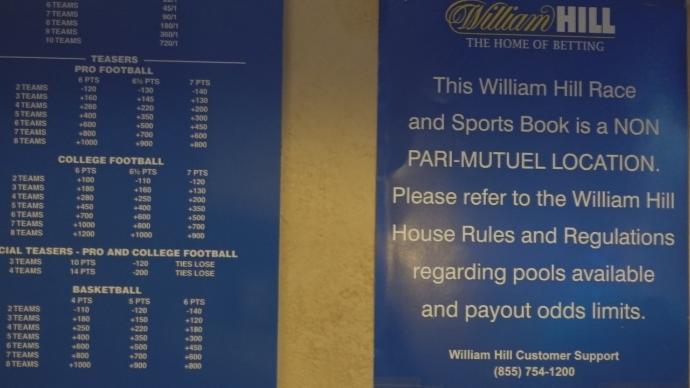 6 TEAMS 45/1
7 TEAMS 90/1
8 TEAMS 180/1
9 TEAMS 360/1
10 TEAMS 720/1
TEASERS
PRO FOOTBALL
6 PTS 6½ PTS 7 PTS
2 TEAMS -120 -130 -140
3 TEAMS +160 +145 +130
4 TEAMS +260 +220 +200
5 TEAMS +400 +350 +300
6 TEAMS +600 +500 +450
7 TEAMS +800 +700 +600
8 TEAMS +1000 +900 +800
COLLEGE FOOTBALL
6 PTS 6½ PTS 7 PTS
2 TEAMS +100 -110 -120
3 TEAMS +180 +160 +130
4 TEAMS +280 +250 +200
5 TEAMS +450 +400 +350
6 TEAMS +700 +600 +500
7 TEAMS +1000 +800 +700
8 TEAMS +1200 +1000 +900
CIAL TEASERS - PRO AND COLLEGE FOOTBALL
3 TEAMS 10 PTS -120 TIES LOSE
4 TEAMS 14 PTS -200 TIES LOSE
BASKETBALL
4 PTS 5 PTS 6 PTS
2 TEAMS -110 -120 -140
3 TEAMS +180 +150 +120
4 TEAMS +250 +220 +180
5 TEAMS +400 +350 +300
6 TEAMS +600 +500 +450
7 TEAMS +800 +700 +600
8 TEAMS +1000 +900 +800
William HILL
THE HOME OF BETTING
This William Hill Race
and Sports Book is a NON
PARI-MUTUEL LOCATION.
Please refer to the William Hill
House Rules and Regulations
regarding pools available
and payout odds limits.
William Hill Customer Support
(855) 754-1200